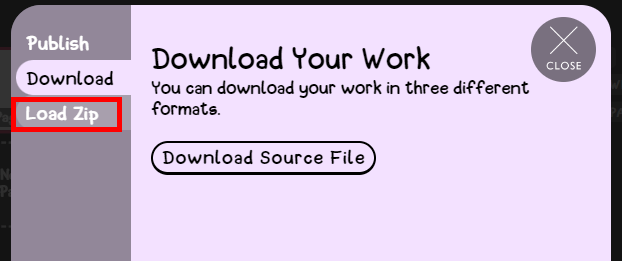 Publish
Download
Load Zip
Download Your Work
You can download your work in three different
formats.
Download Source File
CLOSE